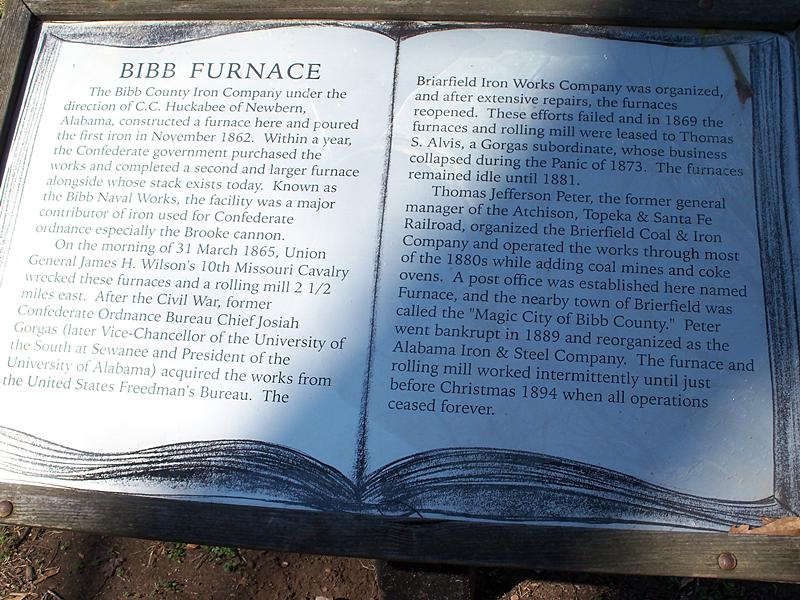 BIBB FURNACE
The Bibb County Iron Company under the
direction of C.C. Huckabee of Newbern,
Alabama, constructed a furnace here and poured
the first iron in November 1862. Within a year,
the Confederate government purchased the
works and completed a second and larger furnace
alongside whose stack exists today. Known as
the Bibb Naval Works, the facility was a major
contributor of iron used for Confederate
ordnance especially the Brooke cannon.
On the morning of 31 March 1865, Union
General James H. Wilson's 10th Missouri Cavalry
wrecked these furnaces and a rolling mill 2 1/2
miles east. After the Civil War, former
Confederate Ordnance Bureau Chief Josiah
Gorgas (later Vice-Chancellor of the University of
the South at Sewanee and President of the
University of Alabama) acquired the works from
the United States Freedman's Bureau. The
Briarfield Iron Works Company was organized,
and after extensive repairs, the furnaces
reopened. These efforts failed and in 1869 the
furnaces and rolling mill were leased to Thomas
S. Alvis, a Gorgas subordinate, whose business
collapsed during the Panic of 1873. The furnaces
remained idle until 1881.
Thomas Jefferson Peter, the former general
manager of the Atchison, Topeka & Santa Fe
Railroad, organized the Brierfield Coal & Iron
Company and operated the works through most
of the 1880s while adding coal mines and coke
ovens. A post office was established here named
Furnace, and the nearby town of Brierfield was
called the "Magic City of Bibb County." Peter
went bankrupt in 1889 and reorganized as the
Alabama Iron & Steel Company. The furnace and
rolling mill worked intermittently until just
before Christmas 1894 when all operations
ceased forever.